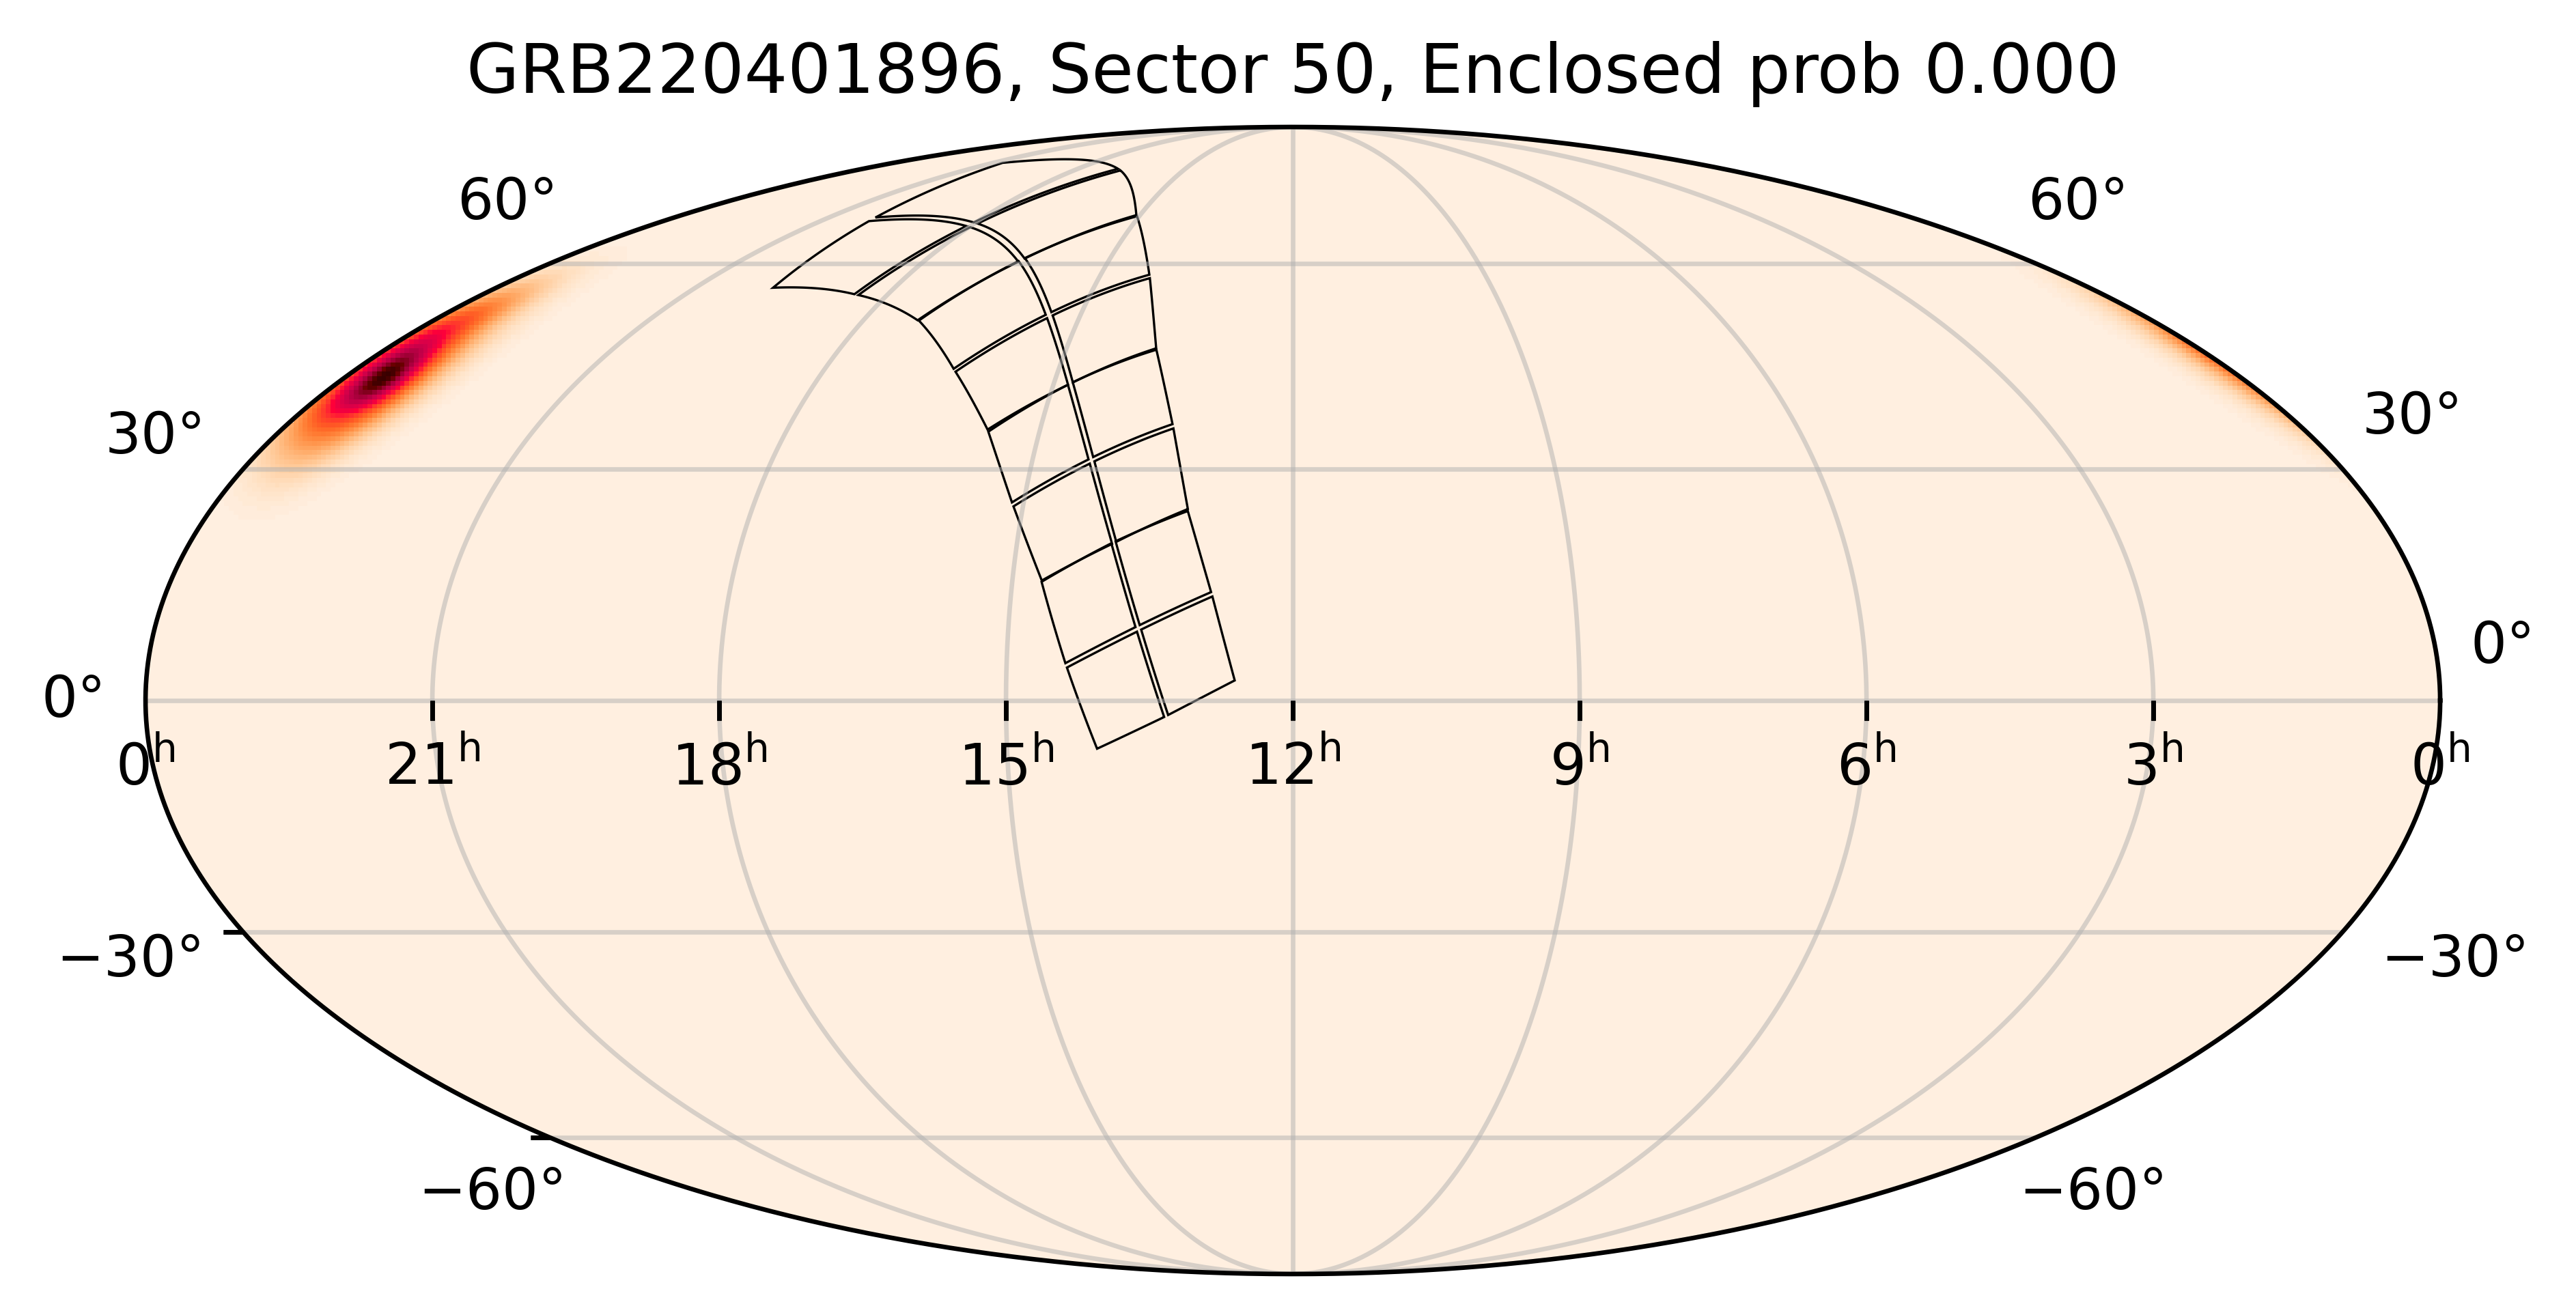 GRB220401896, Sector 50, Enclosed prob 0.000
60° 60°
30° 30°
0° 0°
0h 21h 18h 15h 12h 9h 6h 3h 0h
−30° −30°
−60° −60°